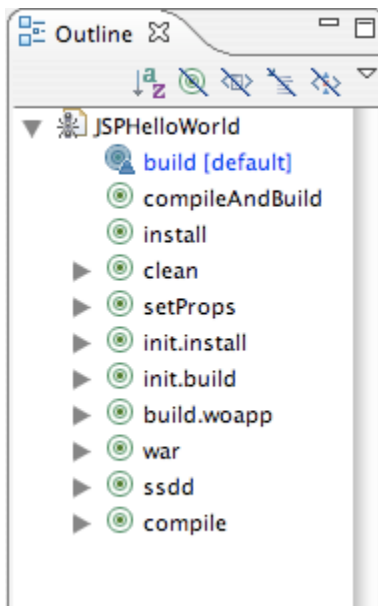 Outline
JSPHelloWorld
build [default]
compileAndBuild
install
clean
setProps
init.install
init.build
build.woapp
war
ssdd
compile